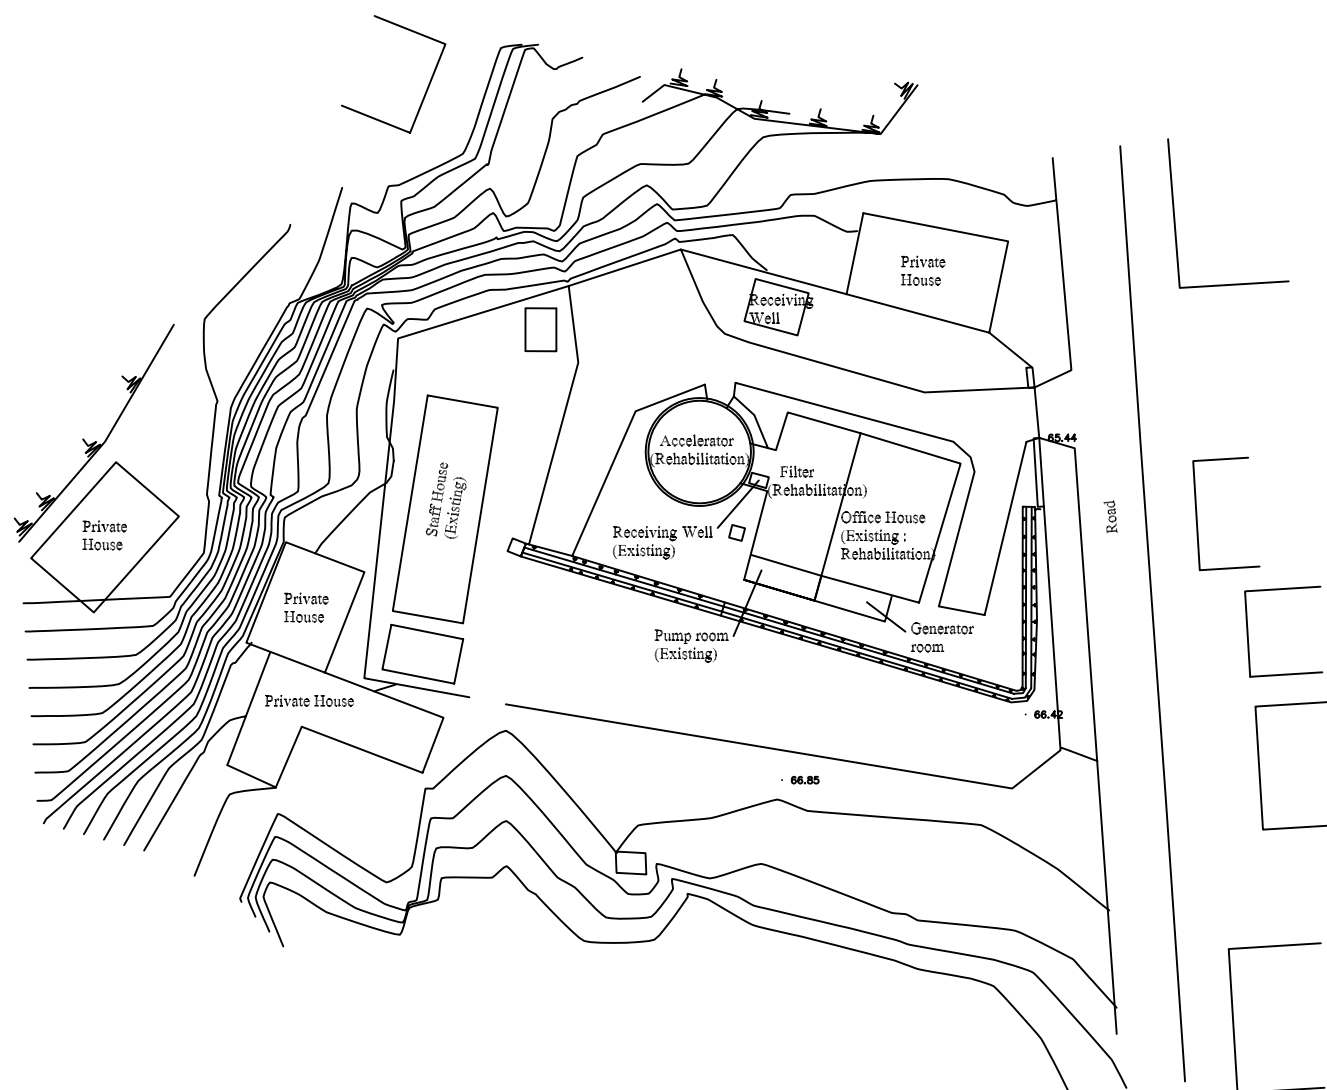 Private
House
Receiving
Well
65.44
Accelerator
(Rehabilitation)
Filter
(Rehabilitation)
Staff House
(Existing)
Road
Receiving Well
(Existing)
Office House
(Existing :
Rehabilitation)
Private
House
Private
House
Pump room
(Existing)
Generator
room
Private House
66.42
66.85